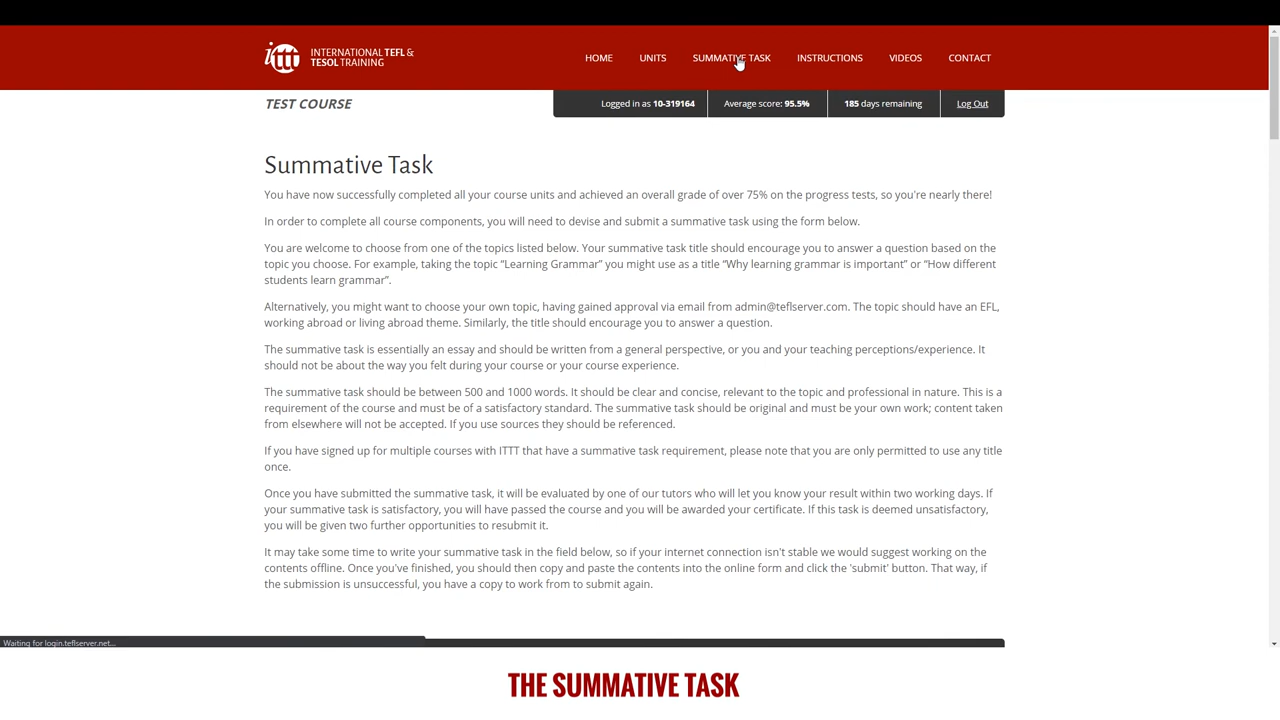 ittt
INTERNATIONAL TEFL &
TESOL TRAINING
HOME UNITS SUMMATIVE TASK INSTRUCTIONS VIDEOS CONTACT
TEST COURSE
Logged in as 10-319164 Average score: 95.5% 185 days remaining Log Out
Summative Task
You have now successfully completed all your course units and achieved an overall grade of over 75% on the progress tests, so you're nearly there!
In order to complete all course components, you will need to devise and submit a summative task using the form below.
You are welcome to choose from one of the topics listed below. Your summative task title should encourage you to answer a question based on the
topic you choose. For example, taking the topic “Learning Grammar” you might use as a title “Why learning grammar is important” or “How different
students learn grammar”.
Alternatively, you might want to choose your own topic, having gained approval via email from admin@teflserver.com. The topic should have an EFL,
working abroad or living abroad theme. Similarly, the title should encourage you to answer a question.
The summative task is essentially an essay and should be written from a general perspective, or you and your teaching perceptions/experience. It
should not be about the way you felt during your course or your course experience.
The summative task should be between 500 and 1000 words. It should be clear and concise, relevant to the topic and professional in nature. This is a
requirement of the course and must be of a satisfactory standard. The summative task should be original and must be your own work; content taken
from elsewhere will not be accepted. If you use sources they should be referenced.
If you have signed up for multiple courses with ITTT that have a summative task requirement, please note that you are only permitted to use any title
once.
Once you have submitted the summative task, it will be evaluated by one of our tutors who will let you know your result within two working days. If
your summative task is satisfactory, you will have passed the course and you will be awarded your certificate. If this task is deemed unsatisfactory,
you will be given two further opportunities to resubmit it.
It may take some time to write your summative task in the field below, so if your internet connection isn't stable we would suggest working on the
contents offline. Once you've finished, you should then copy and paste the contents into the online form and click the 'submit' button. That way, if
the submission is unsuccessful, you have a copy to work from to submit again.
Waiting for login.teflserver.net...
THE SUMMATIVE TASK